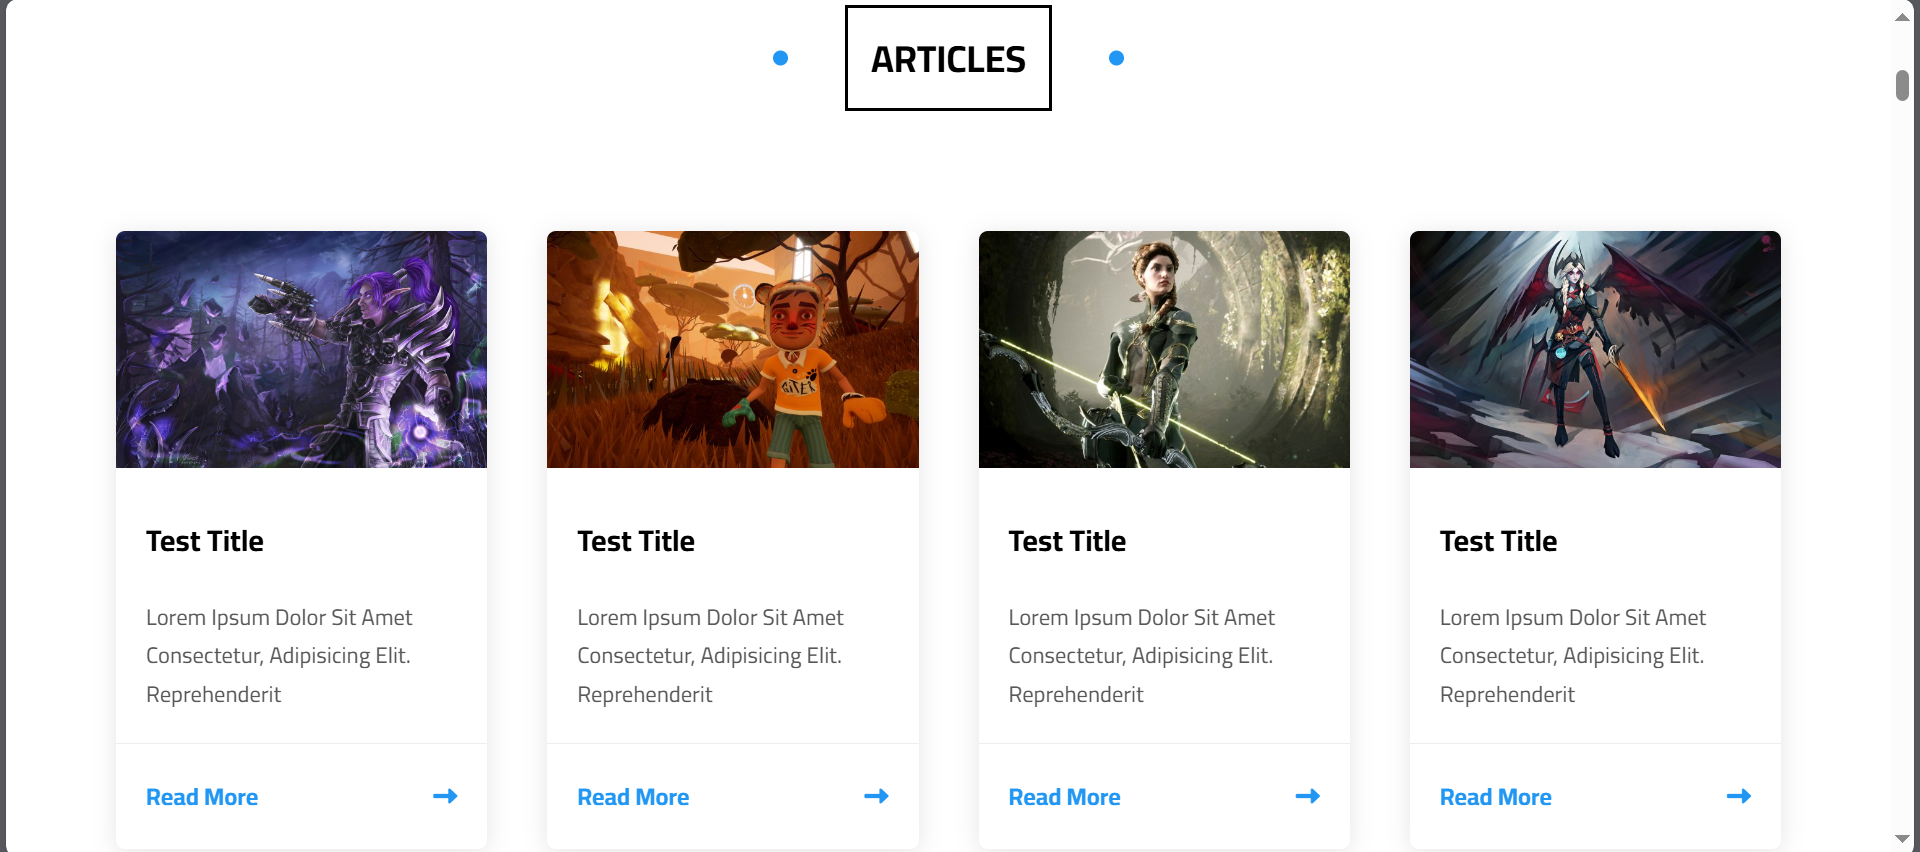 ARTICLES
Test Title
Lorem Ipsum Dolor Sit Amet
Consectetur, Adipisicing Elit.
Reprehenderit
Read More
Test Title
Lorem Ipsum Dolor Sit Amet
Consectetur, Adipisicing Elit.
Reprehenderit
Read More
Test Title
Lorem Ipsum Dolor Sit Amet
Consectetur, Adipisicing Elit.
Reprehenderit
Read More
Test Title
Lorem Ipsum Dolor Sit Amet
Consectetur, Adipisicing Elit.
Reprehenderit
Read More